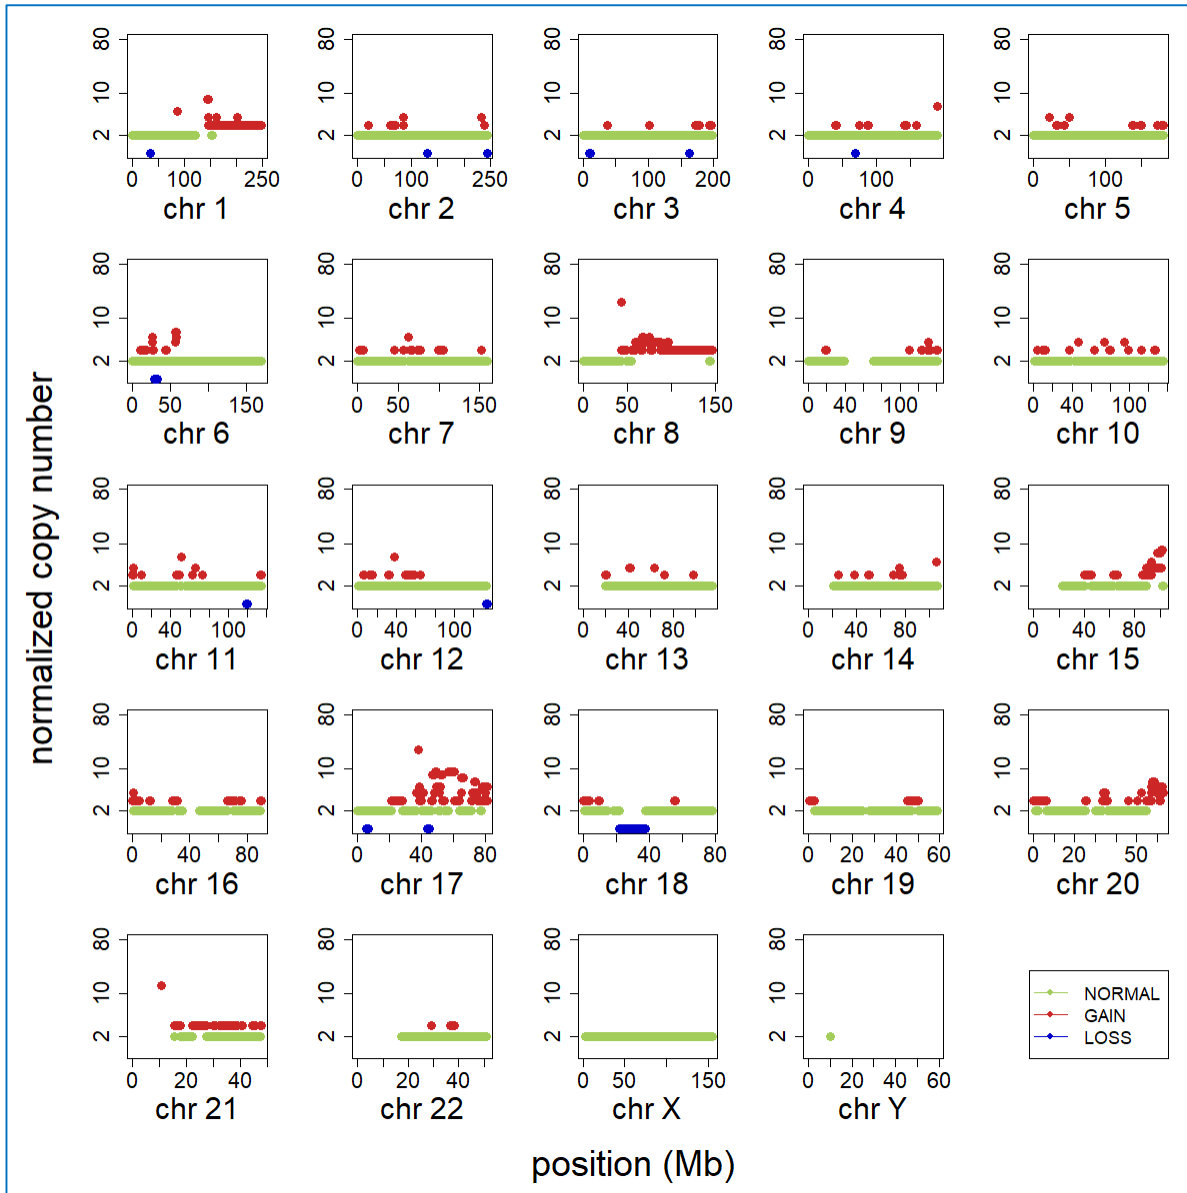 normalized copy number
80
10
2
0 100 250
chr 1
80
10
2
0 100 250
chr 2
80
10
2
0 100 200
chr 3
80
10
2
0 100
chr 4
80
10
2
0 100
chr 5
80
10
2
0 50 150
chr 6
80
10
2
0 50 150
chr 7
80
10
2
0 50 150
chr 8
80
10
2
0 40 100
chr 9
80
10
2
0 40 100
chr 10
80
10
2
0 40 100
chr 11
80
10
2
0 40 100
chr 12
80
10
2
0 40 80
chr 13
80
10
2
0 40 80
chr 14
80
10
2
0 40 80
chr 15
80
10
2
0 40 80
chr 16
80
10
2
0 40 80
chr 17
80
10
2
0 40 80
chr 18
80
10
2
0 20 40 60
chr 19
80
10
2
0 20 50
chr 20
80
10
2
0 20 40
chr 21
80
10
2
0 20 40
chr 22
80
10
2
0 50 150
chr X
80
10
2
0 20 40 60
chr Y
NORMAL
GAIN
LOSS
position (Mb)